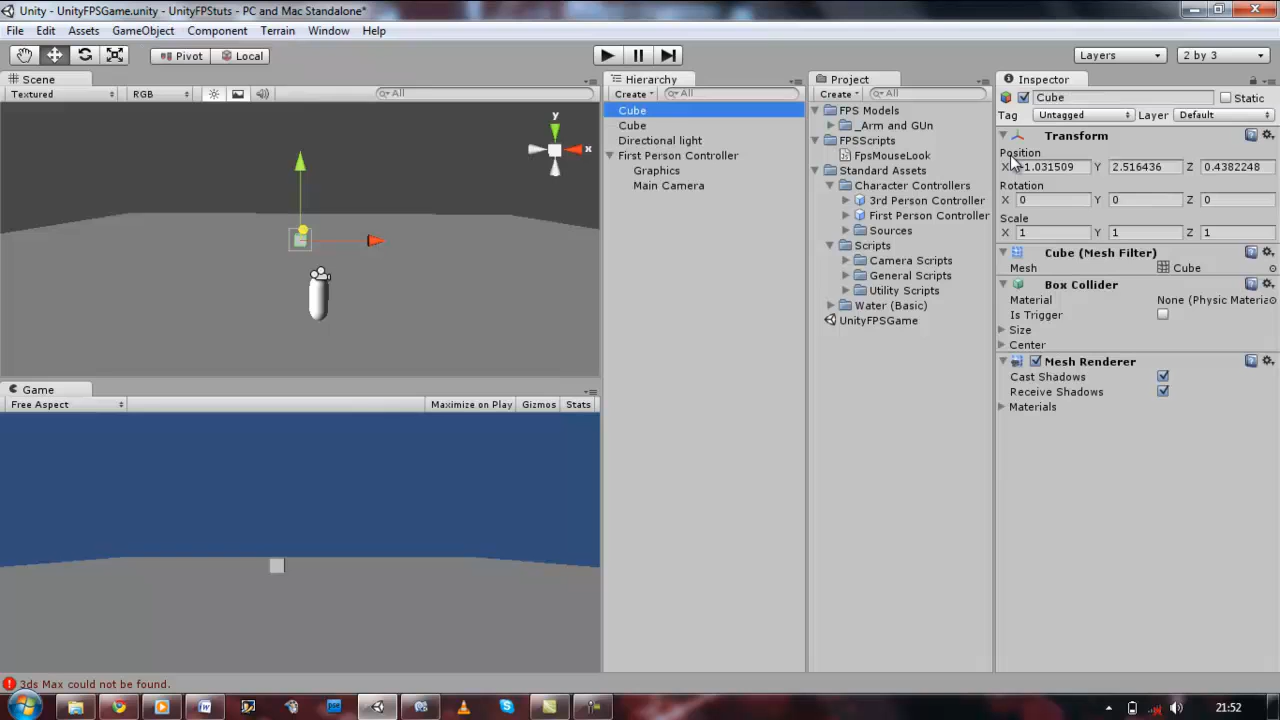 Unity - UnityFPSGame.unity - UnityFPStuts - PC and Mac Standalone*
File Edit Assets GameObject Component Terrain Window Help
Pivot Local Layers 2 by 3
Scene
Textured RGB All
y
x
Game
Free Aspect Maximize on Play Gizmos Stats
Hierarchy
Create All
Cube
Cube
Directional light
First Person Controller
Graphics
Main Camera
Project
Create All
FPS Models
_Arm and GUn
FPSScripts
FpsMouseLook
Standard Assets
Character Controllers
3rd Person Controller
First Person Controller
Sources
Scripts
Camera Scripts
General Scripts
Utility Scripts
Water (Basic)
UnityFPSGame
Inspector
Cube Static
Tag Untagged Layer Default
Transform
Position
X -1.031509 Y 2.516436 Z 0.4382248
Rotation
X 0 Y 0 Z 0
Scale
X 1 Y 1 Z 1
Cube (Mesh Filter)
Mesh Cube
Box Collider
Material None (Physic Materia
Is Trigger
Size
Center
Mesh Renderer
Cast Shadows
Receive Shadows
Materials
3ds Max could not be found.
21:52